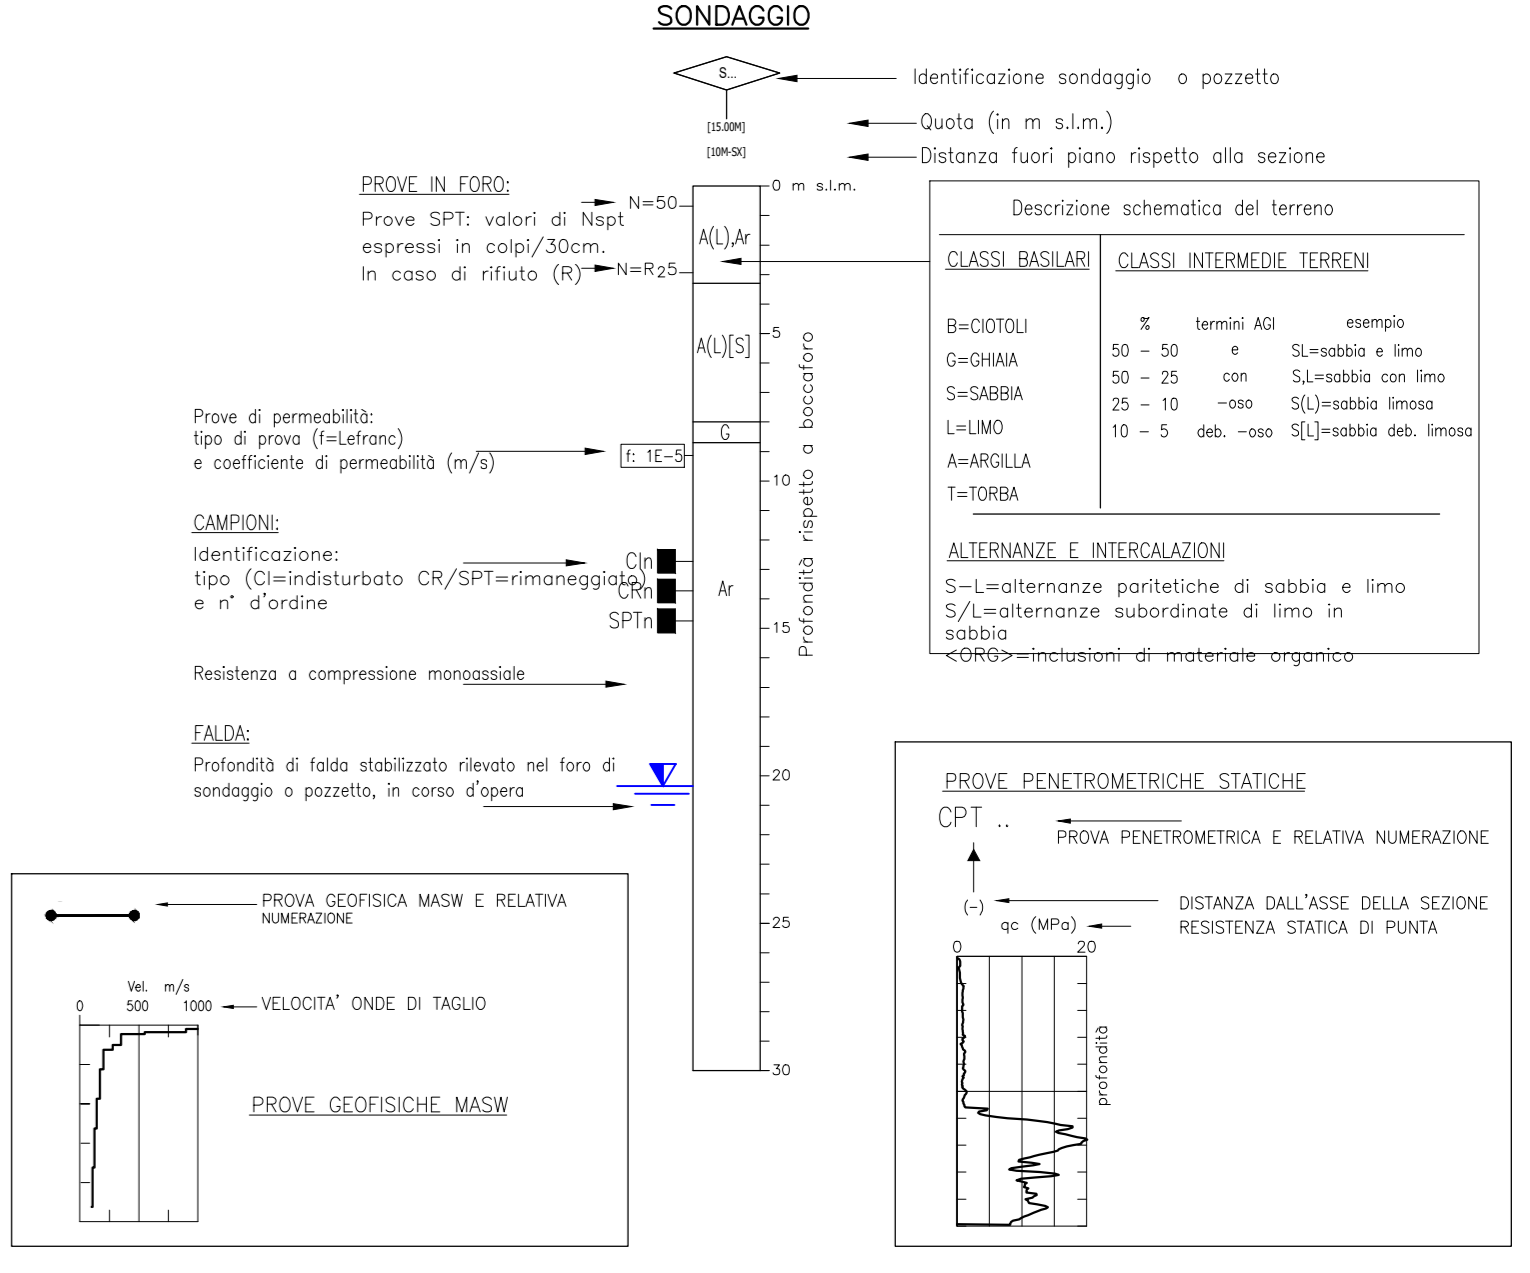 SONDAGGIO
S...
Identificazione sondaggio o pozzetto
[15.00M]
Quota (in m s.l.m.)
[10M-SX]
Distanza fuori piano rispetto alla sezione
PROVE IN FORO:
Prove SPT: valori di Nspt
espressi in colpi/30cm.
In caso di rifiuto (R)
N=50
N=R25
0 m s.l.m.
5
10
15
20
25
30
A(L),Ar
A(L)[S]
G
Ar
Profondità rispetto a boccaforo
Prove di permeabilità:
tipo di prova (f=Lefranc)
e coefficiente di permeabilità (m/s)
f: 1E-5
CAMPIONI:
Identificazione:
tipo (CI=indisturbato CR/SPT=rimaneggiato)
e n° d'ordine
CIn
CRn
SPTn
Resistenza a compressione monoassiale
FALDA:
Profondità di falda stabilizzato rilevato nel foro di
sondaggio o pozzetto, in corso d'opera
Descrizione schematica del terreno
CLASSI BASILARI
B=CIOTOLI
G=GHIAIA
S=SABBIA
L=LIMO
A=ARGILLA
T=TORBA
CLASSI INTERMEDIE TERRENI
% termini AGI esempio
50 - 50 e SL=sabbia e limo
50 - 25 con S,L=sabbia con limo
25 - 10 -oso S(L)=sabbia limosa
10 - 5 deb. -oso S[L]=sabbia deb. limosa
ALTERNANZE E INTERCALAZIONI
S-L=alternanze paritetiche di sabbia e limo
S/L=alternanze subordinate di limo in
sabbia
<ORG>=inclusioni di materiale organico
PROVA GEOFISICA MASW E RELATIVA
NUMERAZIONE
Vel. m/s
0 500 1000
VELOCITA' ONDE DI TAGLIO
PROVE GEOFISICHE MASW
PROVE PENETROMETRICHE STATICHE
CPT ..
PROVA PENETROMETRICA E RELATIVA NUMERAZIONE
(-)
DISTANZA DALL'ASSE DELLA SEZIONE
qc (MPa)
RESISTENZA STATICA DI PUNTA
0 20
profondità